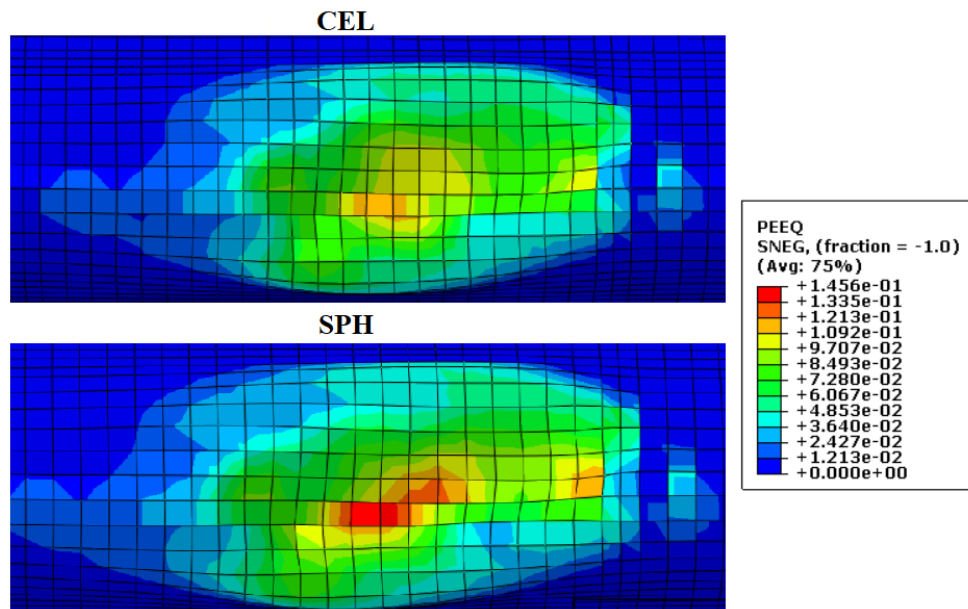 CEL
SPH
PEEQ
SNEG, (fraction = -1.0)
(Avg: 75%)
+1.456e-01
+1.335e-01
+1.213e-01
+1.092e-01
+9.707e-02
+8.493e-02
+7.280e-02
+6.067e-02
+4.853e-02
+3.640e-02
+2.427e-02
+1.213e-02
+0.000e+00